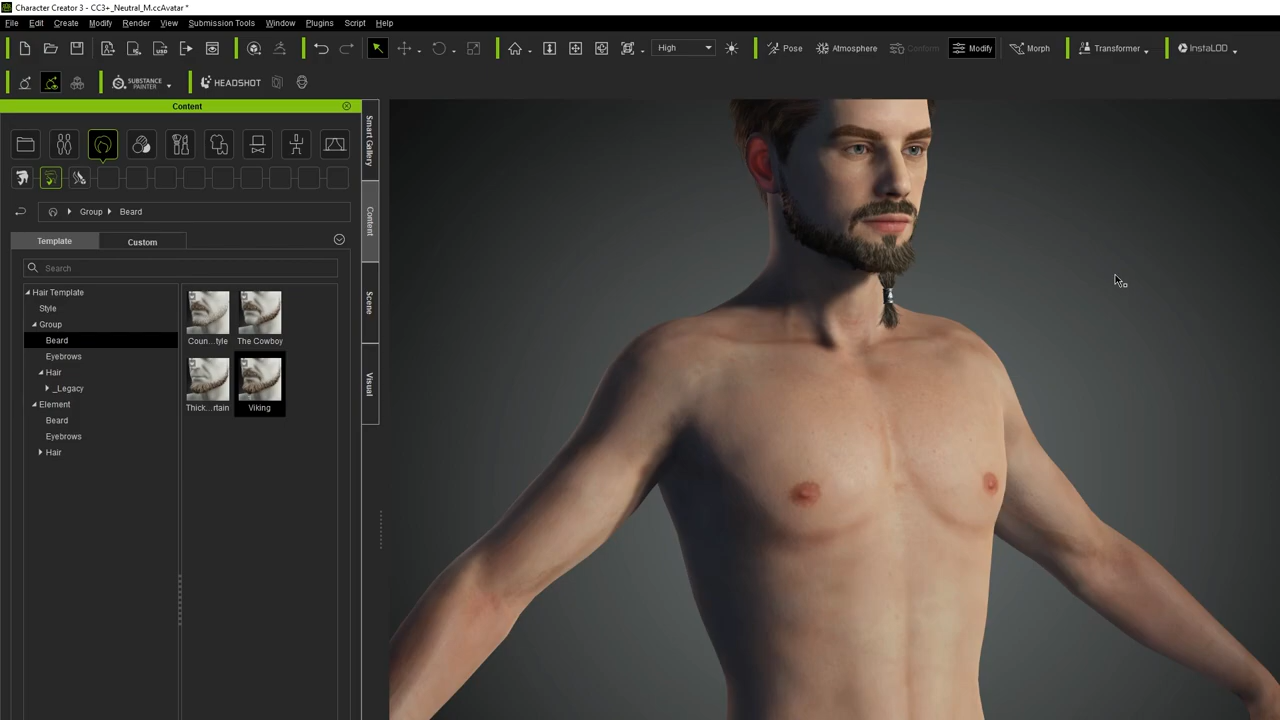 Character Creator 3 - CC3+_Neutral_M.ccAvatar *
File Edit Create Modify Render View Submission Tools Window Plugins Script Help
High Pose Atmosphere Conform Modify Morph Transformer InstaLOD
SUBSTANCE
PAINTER
HEADSHOT
Content
Smart Gallery
Content
Scene
Visual
Group Beard
Template Custom
Search
Hair Template
Style
Group
Beard
Eyebrows
Hair
_Legacy
Element
Beard
Eyebrows
Hair
Coun...tyle The Cowboy
Thick...rtain Viking